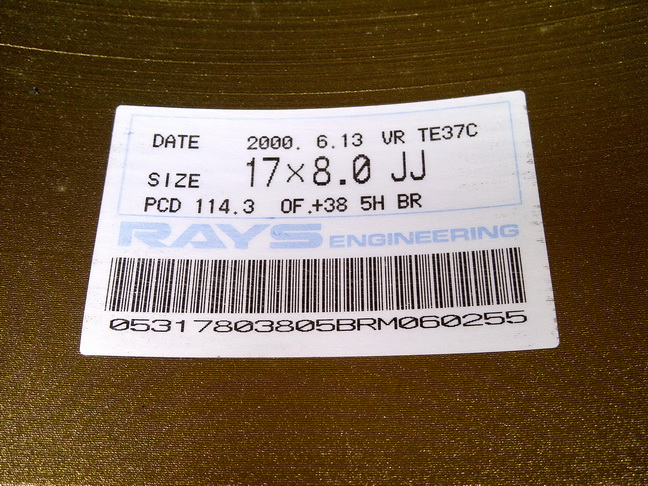 DATE 2000. 6.13 VR TE37C
SIZE 17×8.0 JJ
PCD 114.3 OF.+38 5H BR
RAYS ENGINEERING
05317803805BRM060255